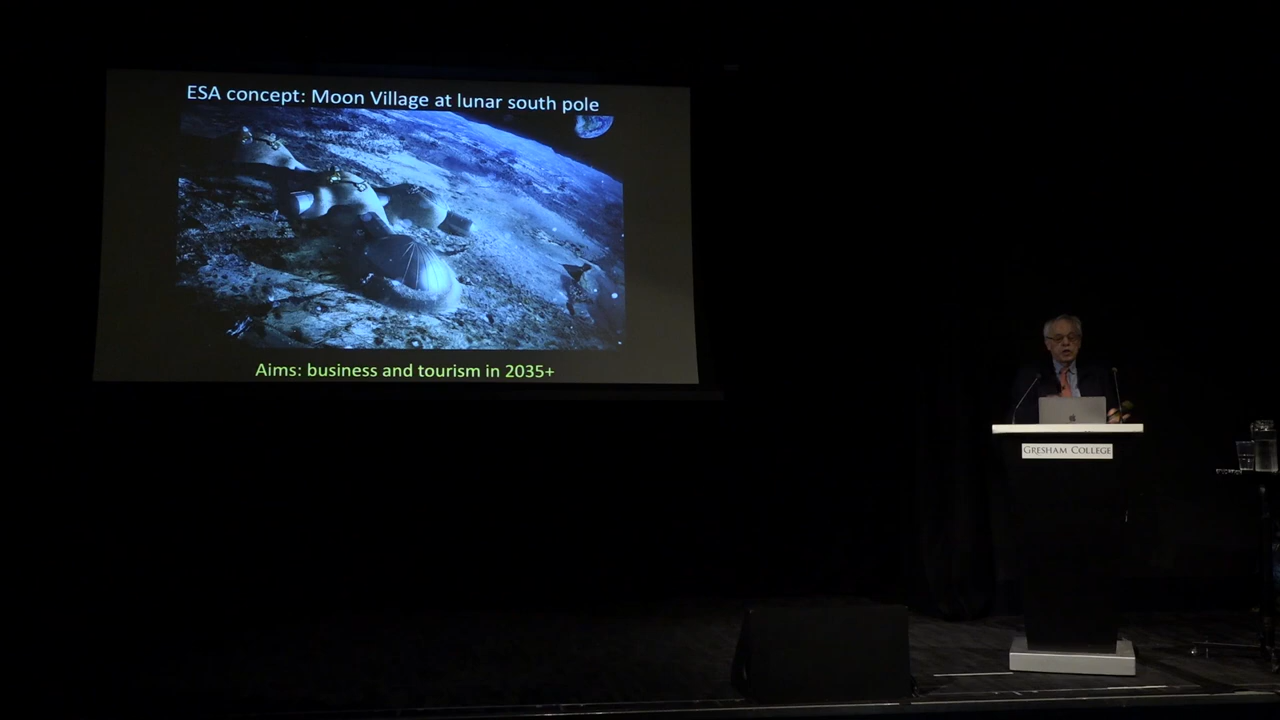 ESA concept: Moon Village at lunar south pole
Aims: business and tourism in 2035+
GRESHAM COLLEGE